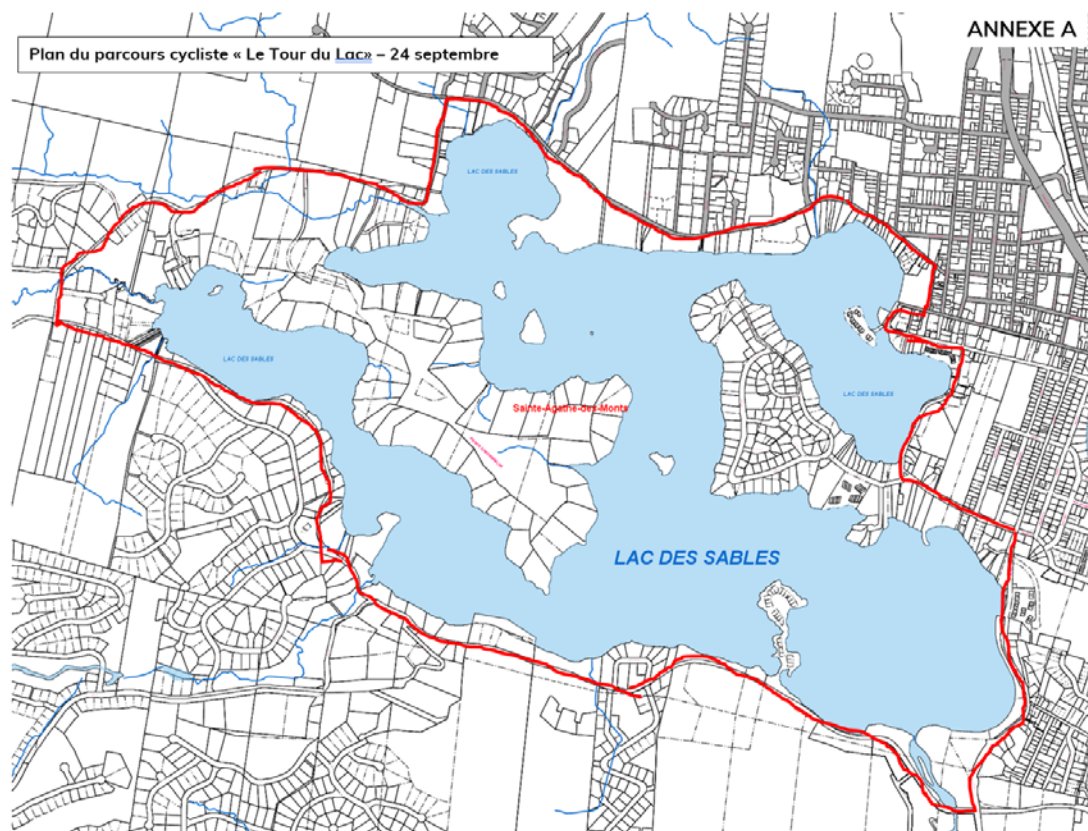 ANNEXE A
Plan du parcours cycliste « Le Tour du Lac» – 24 septembre
LAC DES SABLES
LAC DES SABLES
LAC DES SABLES
Sainte-Agathe-des-Monts
LAC DES SABLES